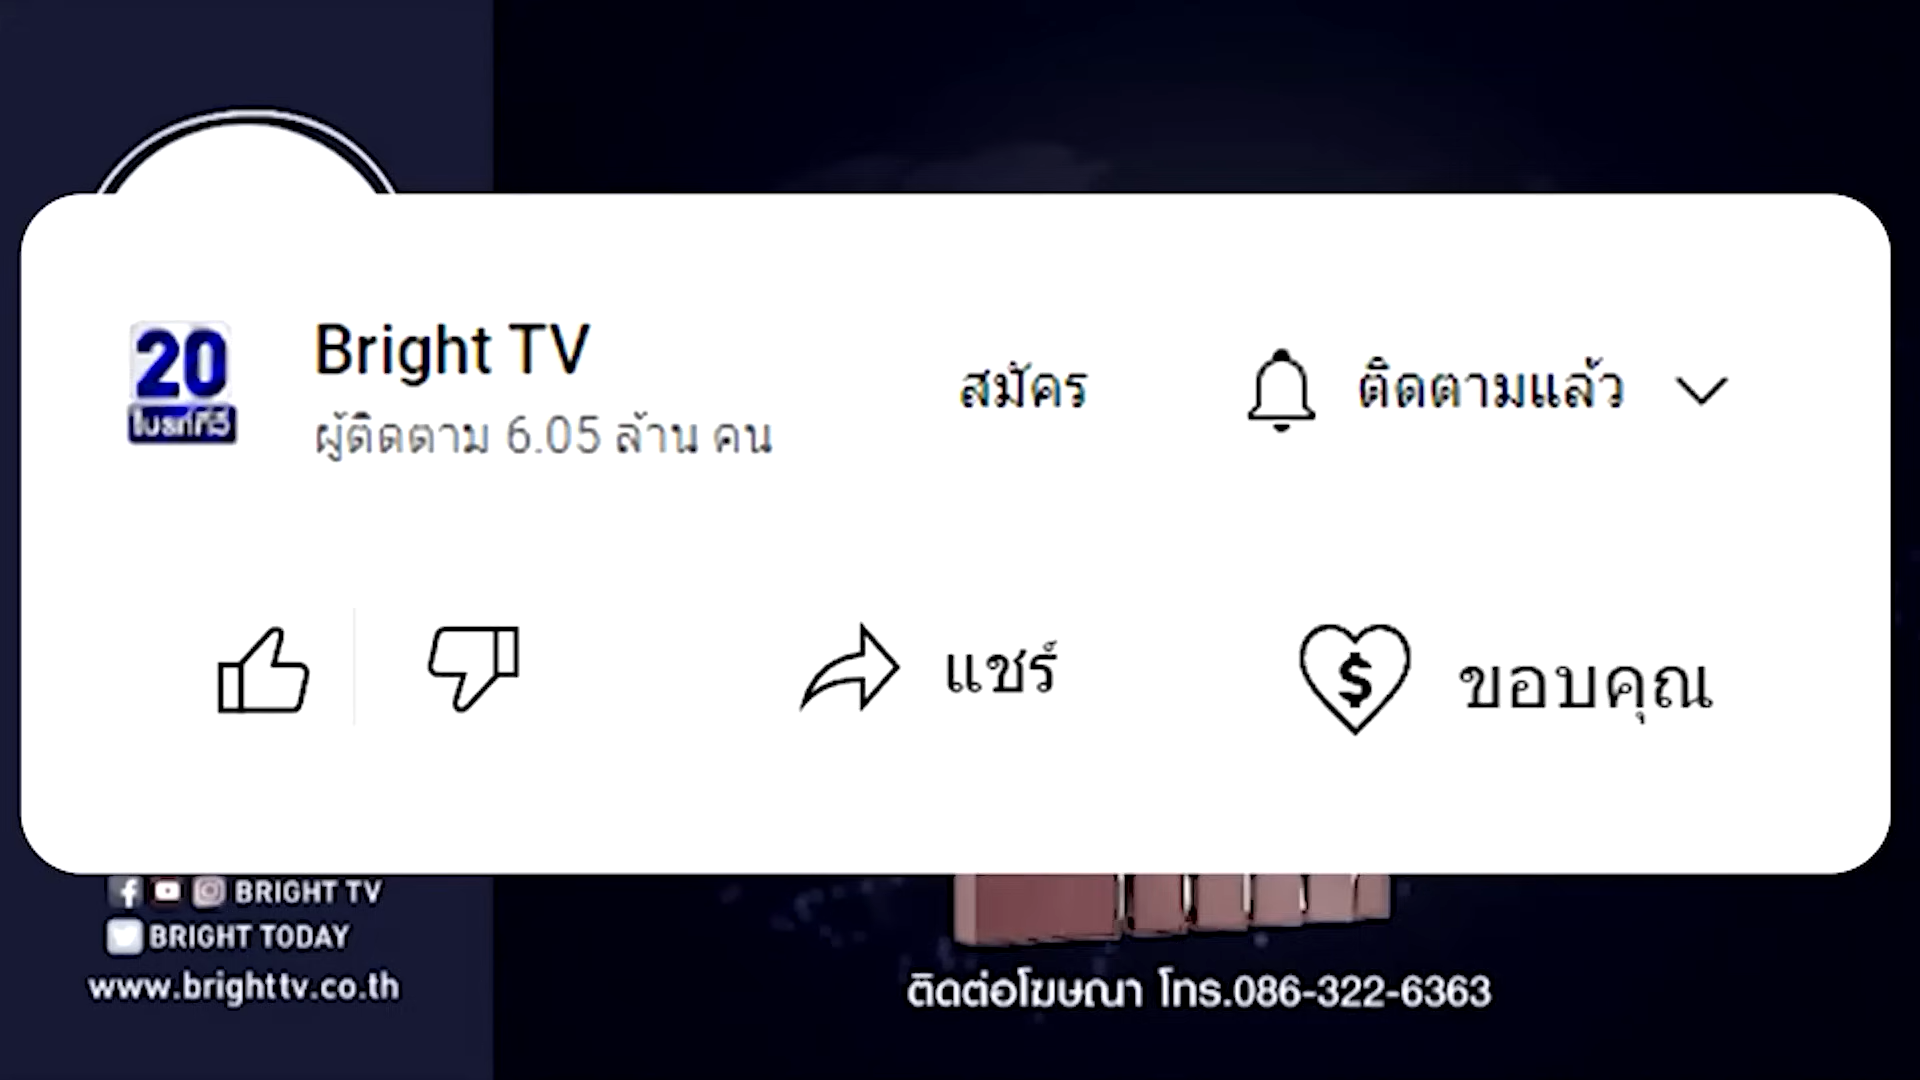 20
ไบรท์ทีวี
Bright TV
ผู้ติดตาม 6.05 ล้าน คน
สมัคร
ติดตามแล้ว
แชร์
$
ขอบคุณ
BRIGHT TV
BRIGHT TODAY
www.brighttv.co.th
ติดต่อโฆษณา โทร.086-322-6363